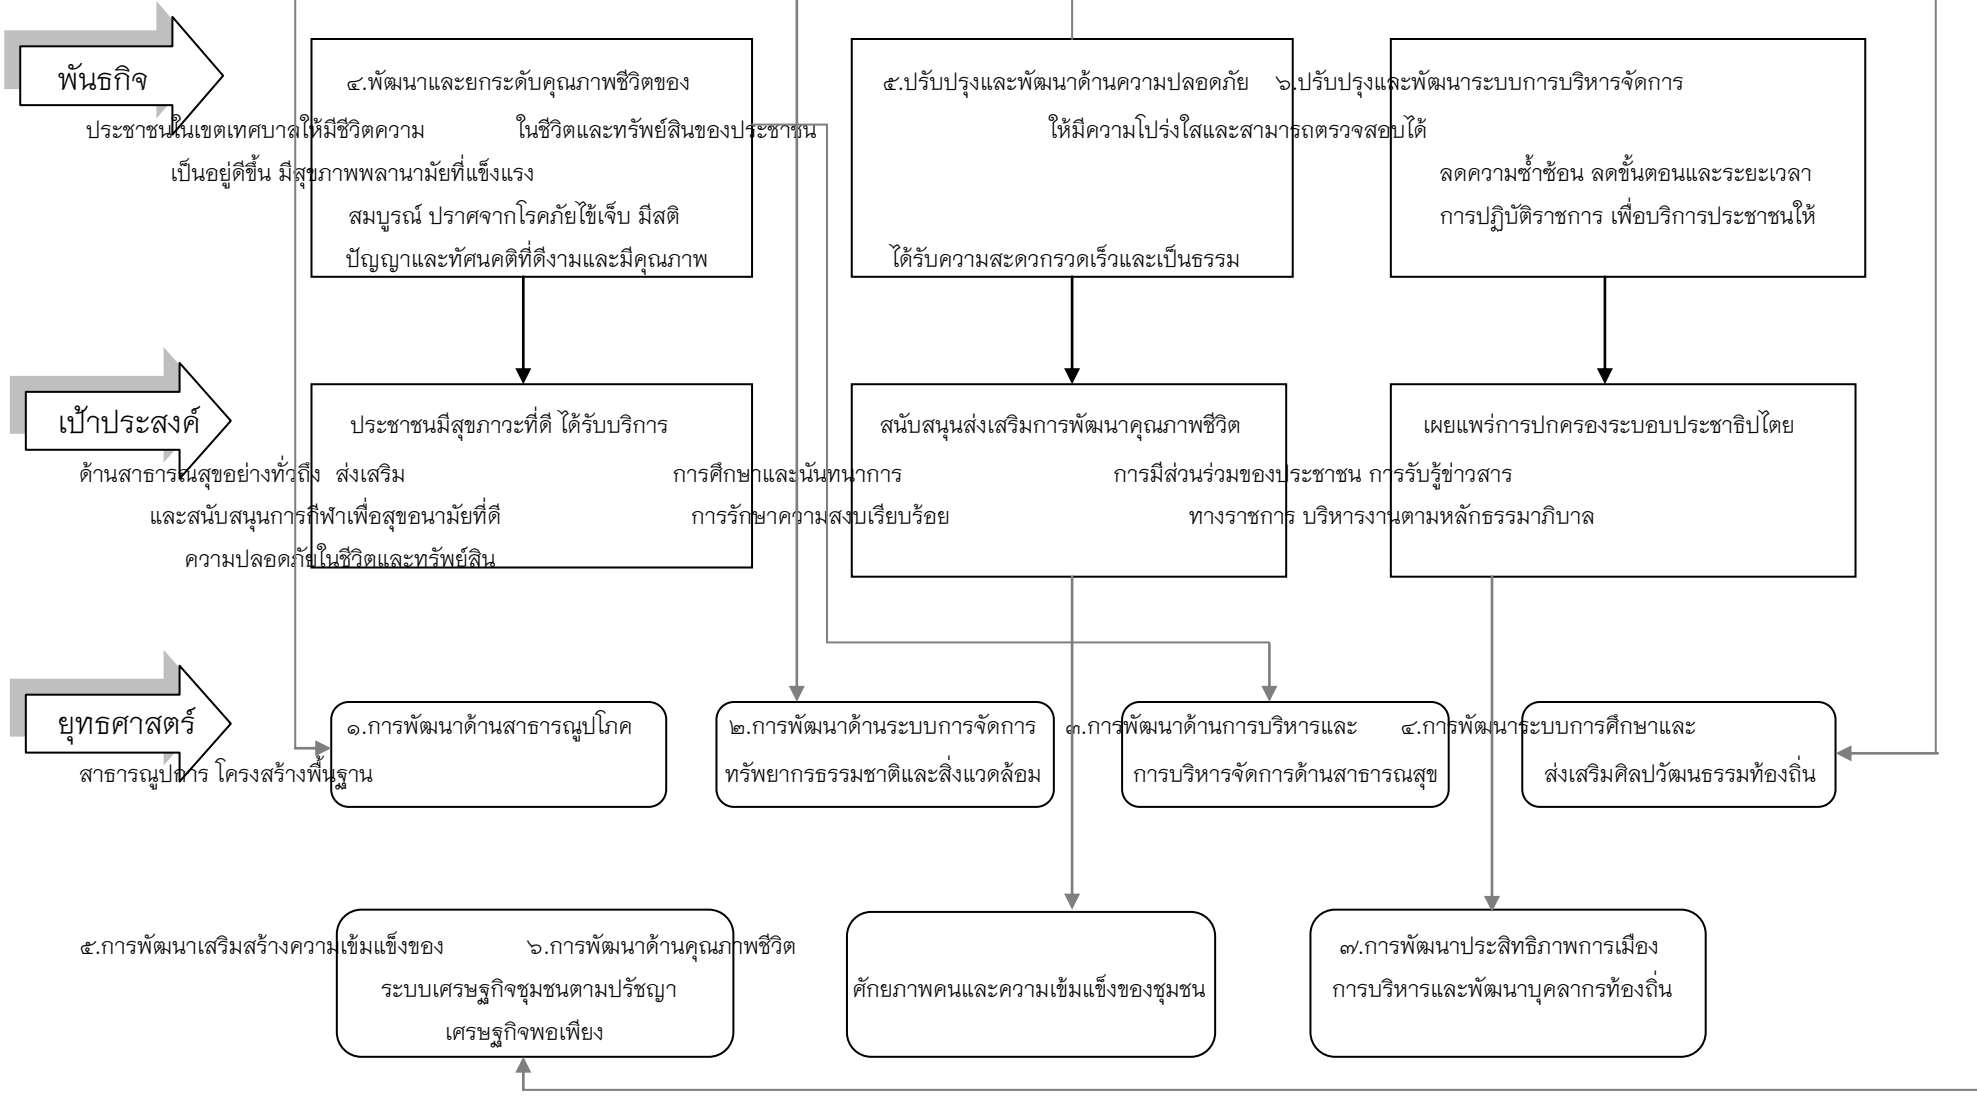 พันธกิจ
๔.พัฒนาและยกระดับคุณภาพชีวิตของ ๕.ปรับปรุงและพัฒนาด้านความปลอดภัย ๖.ปรับปรุงและพัฒนาระบบการบริหารจัดการ
ประชาชนในเขตเทศบาลให้มีชีวิตความ ในชีวิตและทรัพย์สินของประชาชน ให้มีความโปร่งใสและสามารถตรวจสอบได้
เป็นอยู่ดีขึ้น มีสุขภาพพลานามัยที่แข็งแรง ลดความซ้ำซ้อน ลดขั้นตอนและระยะเวลา
สมบูรณ์ ปราศจากโรคภัยไข้เจ็บ มีสติ การปฏิบัติราชการ เพื่อบริการประชาชนให้
ปัญญาและทัศนคติที่ดีงามและมีคุณภาพ ได้รับความสะดวกรวดเร็วและเป็นธรรม
เป้าประสงค์
ประชาชนมีสุขภาวะที่ดี ได้รับบริการ สนับสนุนส่งเสริมการพัฒนาคุณภาพชีวิต เผยแพร่การปกครองระบอบประชาธิปไตย
ด้านสาธารณสุขอย่างทั่วถึง ส่งเสริม การศึกษาและนันทนาการ การมีส่วนร่วมของประชาชน การรับรู้ข่าวสาร
และสนับสนุนการกีฬาเพื่อสุขอนามัยที่ดี การรักษาความสงบเรียบร้อย ทางราชการ บริหารงานตามหลักธรรมาภิบาล
ความปลอดภัยในชีวิตและทรัพย์สิน
ยุทธศาสตร์
๑.การพัฒนาด้านสาธารณูปโภค ๒.การพัฒนาด้านระบบการจัดการ ๓.การพัฒนาด้านการบริหารและ ๔.การพัฒนาระบบการศึกษาและ
สาธารณูปการ โครงสร้างพื้นฐาน ทรัพยากรธรรมชาติและสิ่งแวดล้อม การบริหารจัดการด้านสาธารณสุข ส่งเสริมศิลปวัฒนธรรมท้องถิ่น
๕.การพัฒนาเสริมสร้างความเข้มแข็งของ ๖.การพัฒนาด้านคุณภาพชีวิต ๗.การพัฒนาประสิทธิภาพการเมือง
ระบบเศรษฐกิจชุมชนตามปรัชญา ศักยภาพคนและความเข้มแข็งของชุมชน การบริหารและพัฒนาบุคลากรท้องถิ่น
เศรษฐกิจพอเพียง